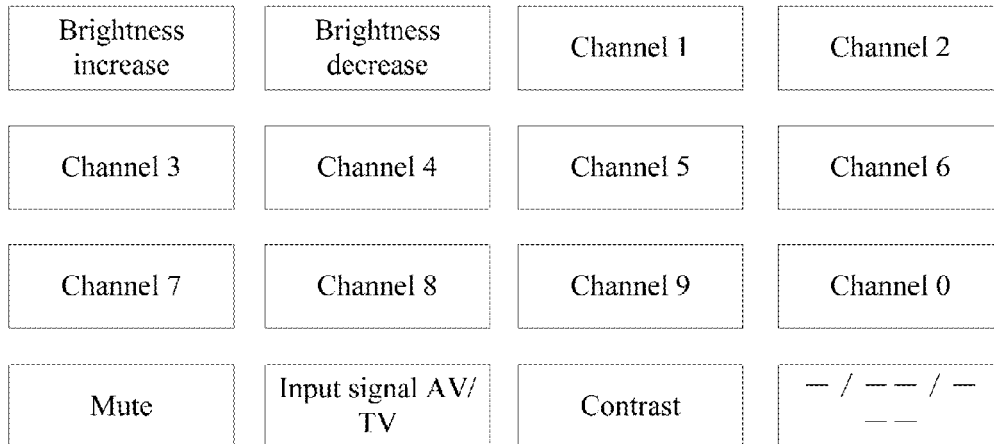 Brightness
increase
Brightness
decrease
Channel 1
Channel 2
Channel 3
Channel 4
Channel 5
Channel 6
Channel 7
Channel 8
Channel 9
Channel 0
Mute
Input signal AV/
TV
Contrast
— / — — / —
— —